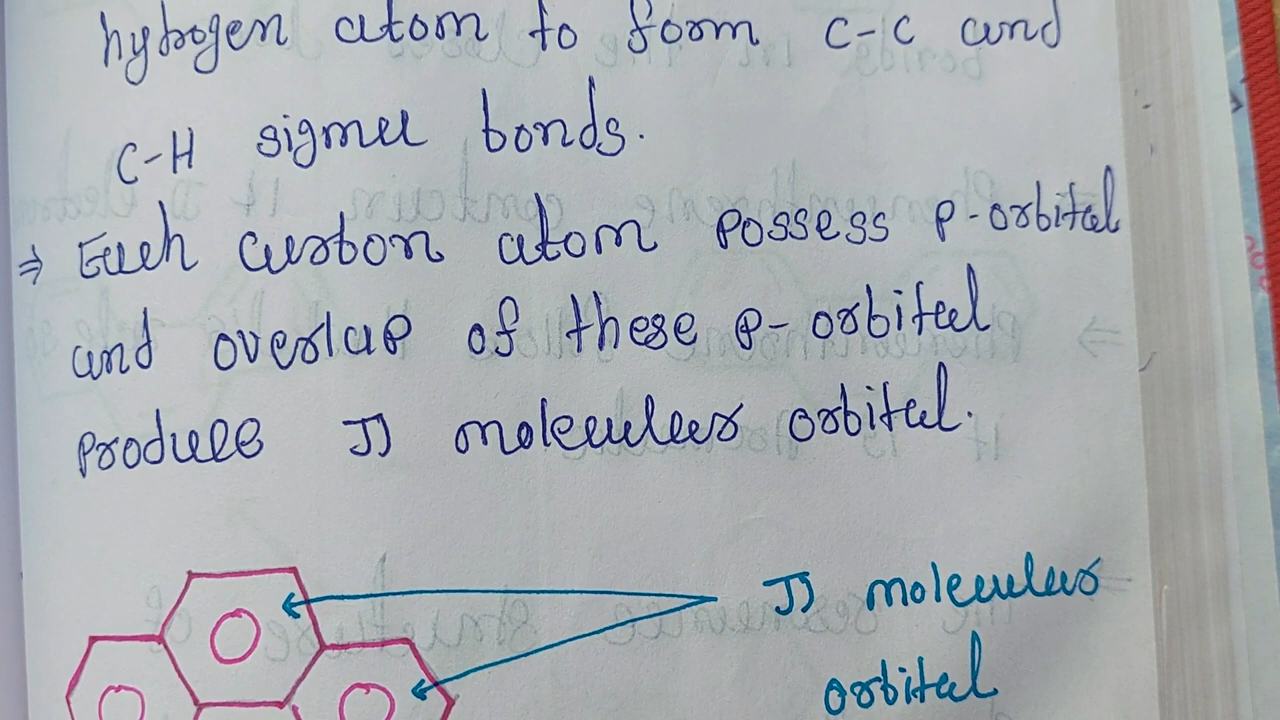 hybrogen atom to form C-C and
C-H sigma bonds.
⇒ Each carbon atom possess p-orbital
and overlap of these p-orbital
produce π molecular orbital.
π molecular
orbital